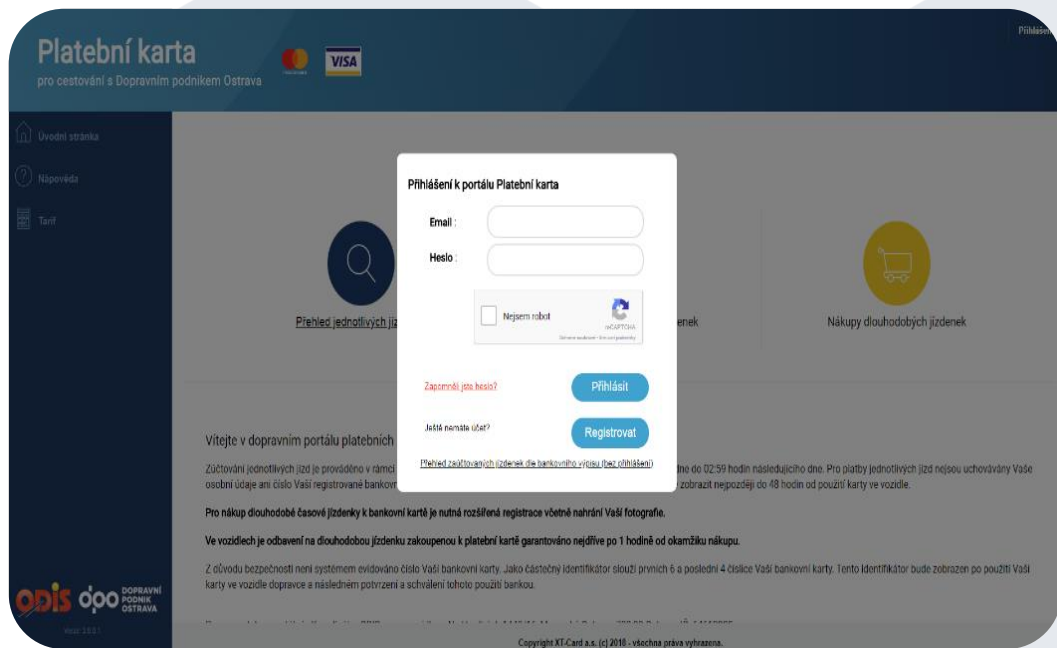 Platební karta
pro cestování s Dopravním podnikem Ostrava
VISA
Přihlášení
Úvodní stránka
Nápověda
Tarif
Přihlášení k portálu Platební karta
Email :
Heslo :
Nejsem robot
reCAPTCHA
Zapomněli jste heslo?
Přihlásit
Ještě nemáte účet?
Registrovat
Přehled zaúčtovaných jízdenek dle bankovního výpisu (bez přihlášení)
Přehled jednotlivých
Nákupy dlouhodobých jízdenek
Vítejte v dopravním portálu platebních
Zúčtování jednotlivých jízd je prováděno v rámci
dne do 02:59 hodin následujícího dne. Pro platby jednotlivých jízd nejsou uchovávány Vaše
osobní údaje ani číslo Vaší registrované
zobrazit nejpozději do 48 hodin od použití karty ve vozidle.
Pro nákup dlouhodobé časové jízdenky k bankovní kartě je nutná rozšířená registrace včetně nahrání Vaší fotografie.
Ve vozidlech je odbavení na dlouhodobou jízdenku zakoupenou k platební kartě garantováno nejdříve po 1 hodině od okamžiku nákupu.
Z důvodu bezpečnosti není systémem evidováno číslo Vaší bankovní karty. Jako částečný identifikátor slouží prvních 6 a poslední 4 číslice Vaší bankovní karty. Tento identifikátor bude zobrazen po použití Vaší
karty ve vozidle dopravce a následném potvrzení a schválení tohoto použití bankou.
ODIS dpo DOPRAVNÍ
PODNIK
OSTRAVA
Copyright XT-Card a.s. (c) 2018 - všechna práva vyhrazena.